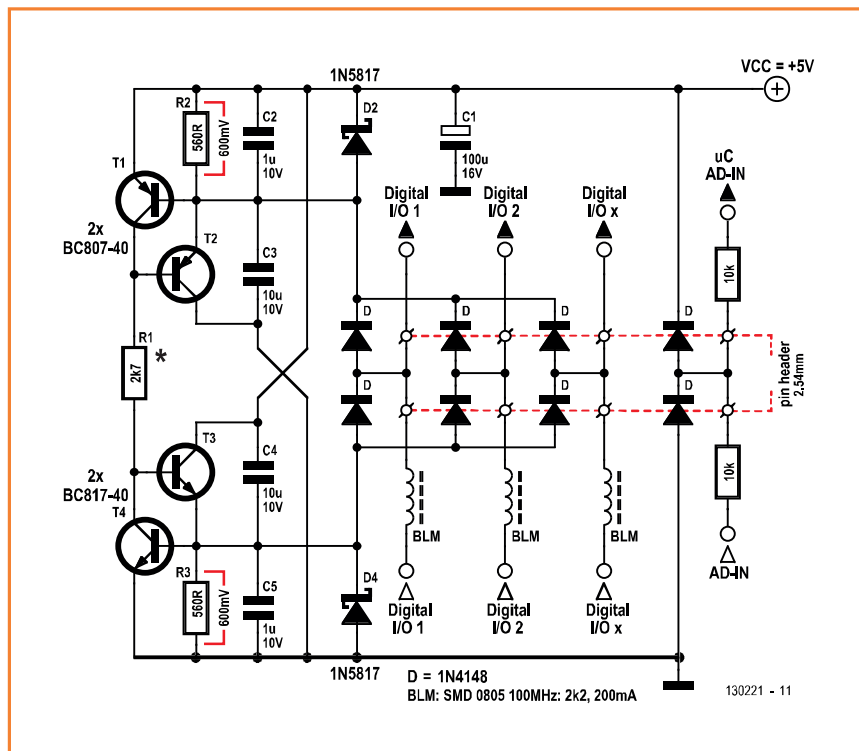 1N5817
VCC = +5V
R2
560R
600mV
C2
1u
10V
D2
C1
100u
16V
uC
AD-IN
T1
Digital
I/O 1
Digital
I/O 2
Digital
I/O x
2x
BC807-40
T2
C3
10u
10V
10k
D
D
D
D
R1
*
2k7
pin header
2,54mm
D
D
D
D
T3
2x
BC817-40
T4
C4
10u
10V
10k
BLM
BLM
BLM
AD-IN
R3
560R
600mV
C5
1u
10V
D4
Digital
I/O 1
Digital
I/O 2
Digital
I/O x
1N5817
D = 1N4148
BLM: SMD 0805 100MHz: 2k2, 200mA
130221 - 11